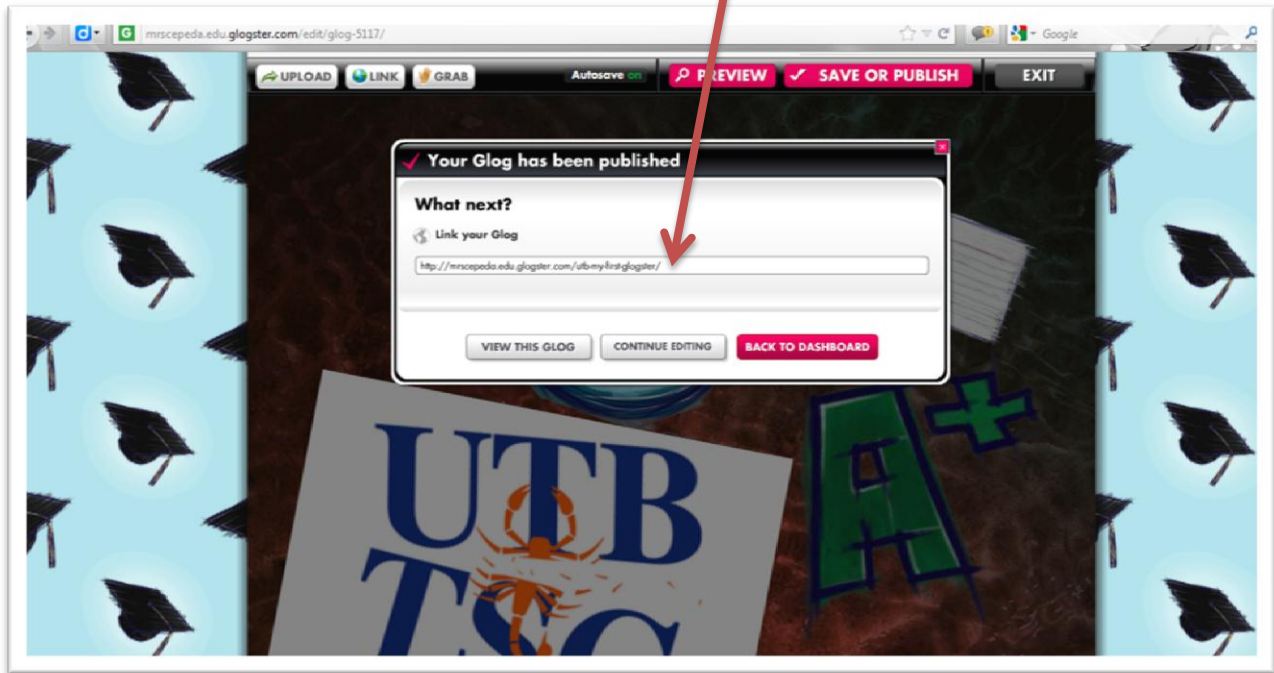 mrscepeda.edu.glogster.com/edit/glog-5117/
Google
UPLOAD LINK GRAB Autosave on PREVIEW SAVE OR PUBLISH EXIT
Your Glog has been published
What next?
Link your Glog
http://mrscepeda.edu.glogster.com/utb-my-first-glogster/
VIEW THIS GLOG CONTINUE EDITING BACK TO DASHBOARD
A+
UTB
TSC